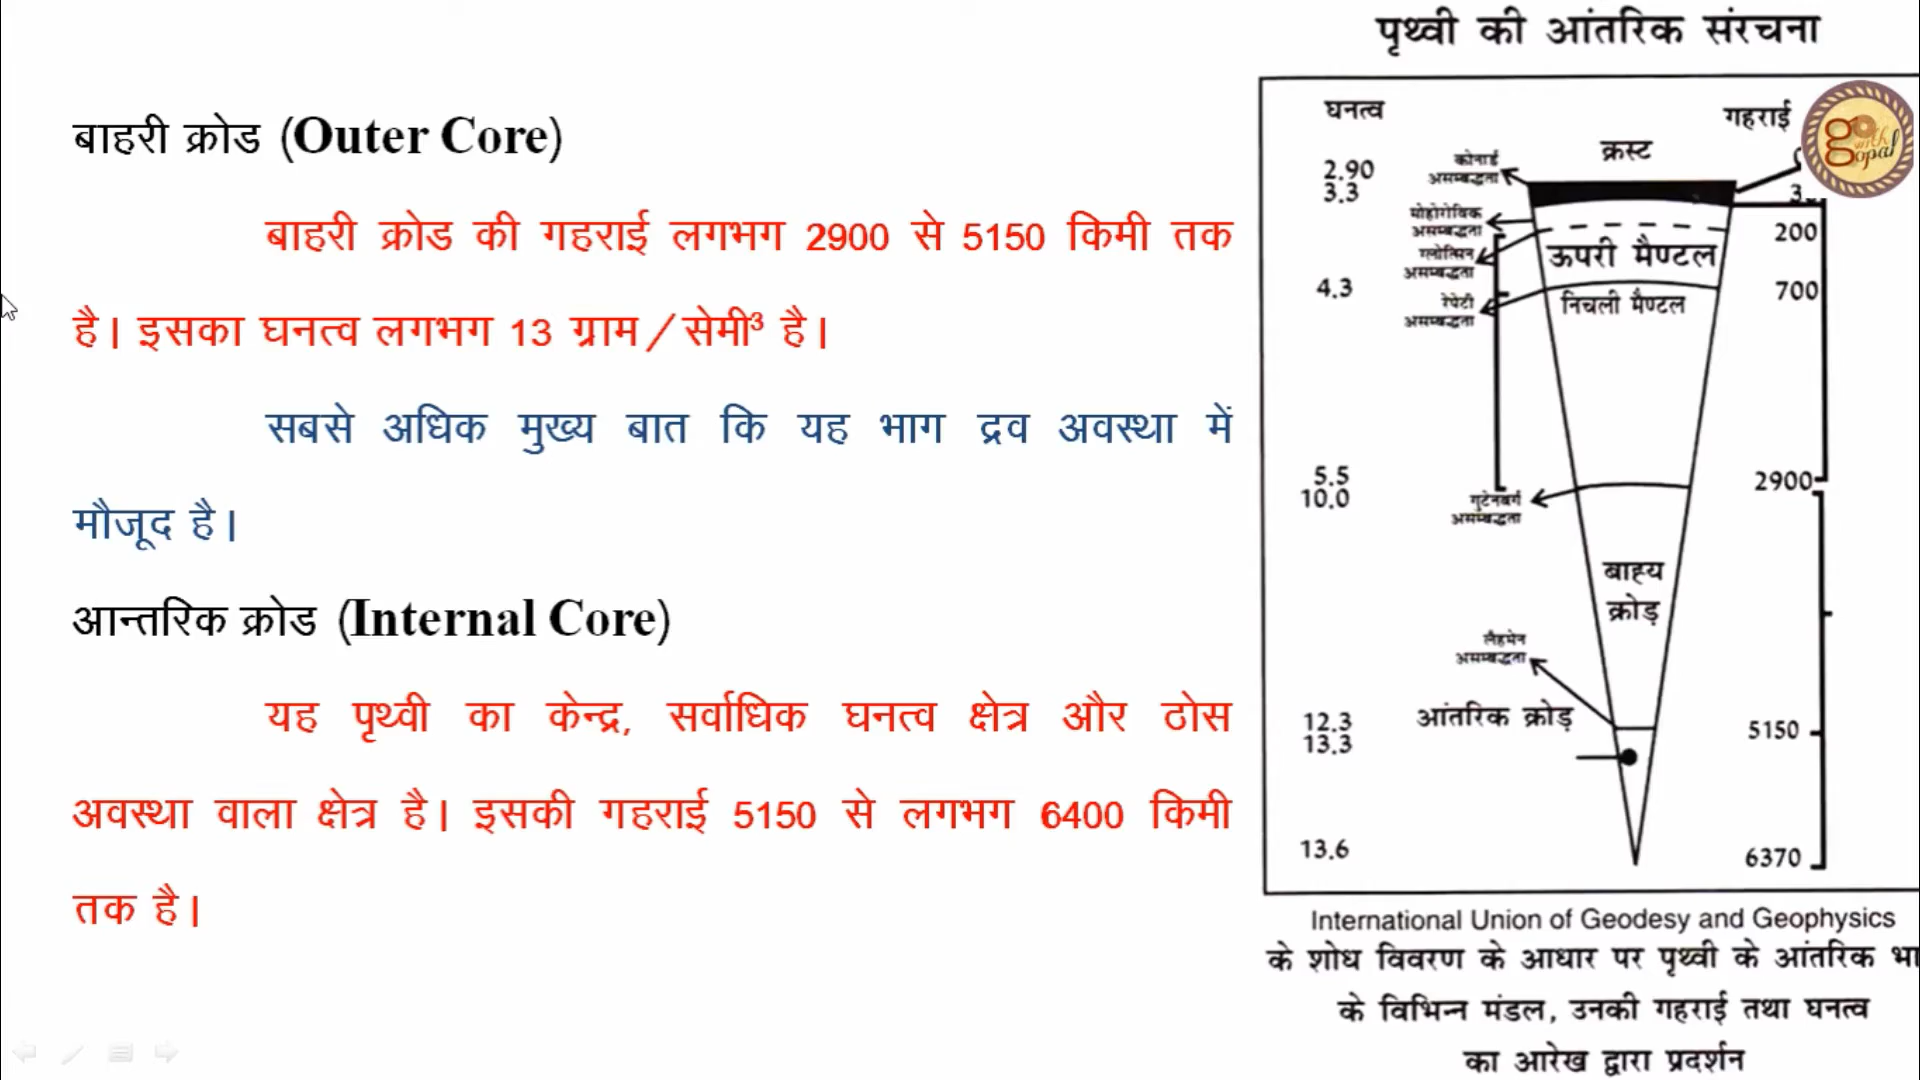 पृथ्वी की आंतरिक संरचना
बाहरी क्रोड (Outer Core)
बाहरी क्रोड की गहराई लगभग 2900 से 5150 किमी तक
है। इसका घनत्व लगभग 13 ग्राम/सेमी³ है।
सबसे अधिक मुख्य बात कि यह भाग द्रव अवस्था में
मौजूद है।
आन्तरिक क्रोड (Internal Core)
यह पृथ्वी का केन्द्र, सर्वाधिक घनत्व क्षेत्र और ठोस
अवस्था वाला क्षेत्र है। इसकी गहराई 5150 से लगभग 6400 किमी
तक है।
घनत्व
गहराई
क्रस्ट
2.90
3.3
4.3
5.5
10.0
12.3
13.3
13.6
कोनार्ड
असम्बद्धता
मोहोरोविक
असम्बद्धता
असम्बद्धता
रेपेटी
असम्बद्धता
गुटेनबर्ग
असम्बद्धता
लैहमेन
असम्बद्धता
ऊपरी मैण्टल
निचली मैण्टल
बाह्य
क्रोड़
आंतरिक क्रोड़
200
700
2900
5150
6370
with
gopal
International Union of Geodesy and Geophysics
के शोध विवरण के आधार पर पृथ्वी के आंतरिक भा
के विभिन्न मंडल, उनकी गहराई तथा घनत्व
का आरेख द्वारा प्रदर्शन